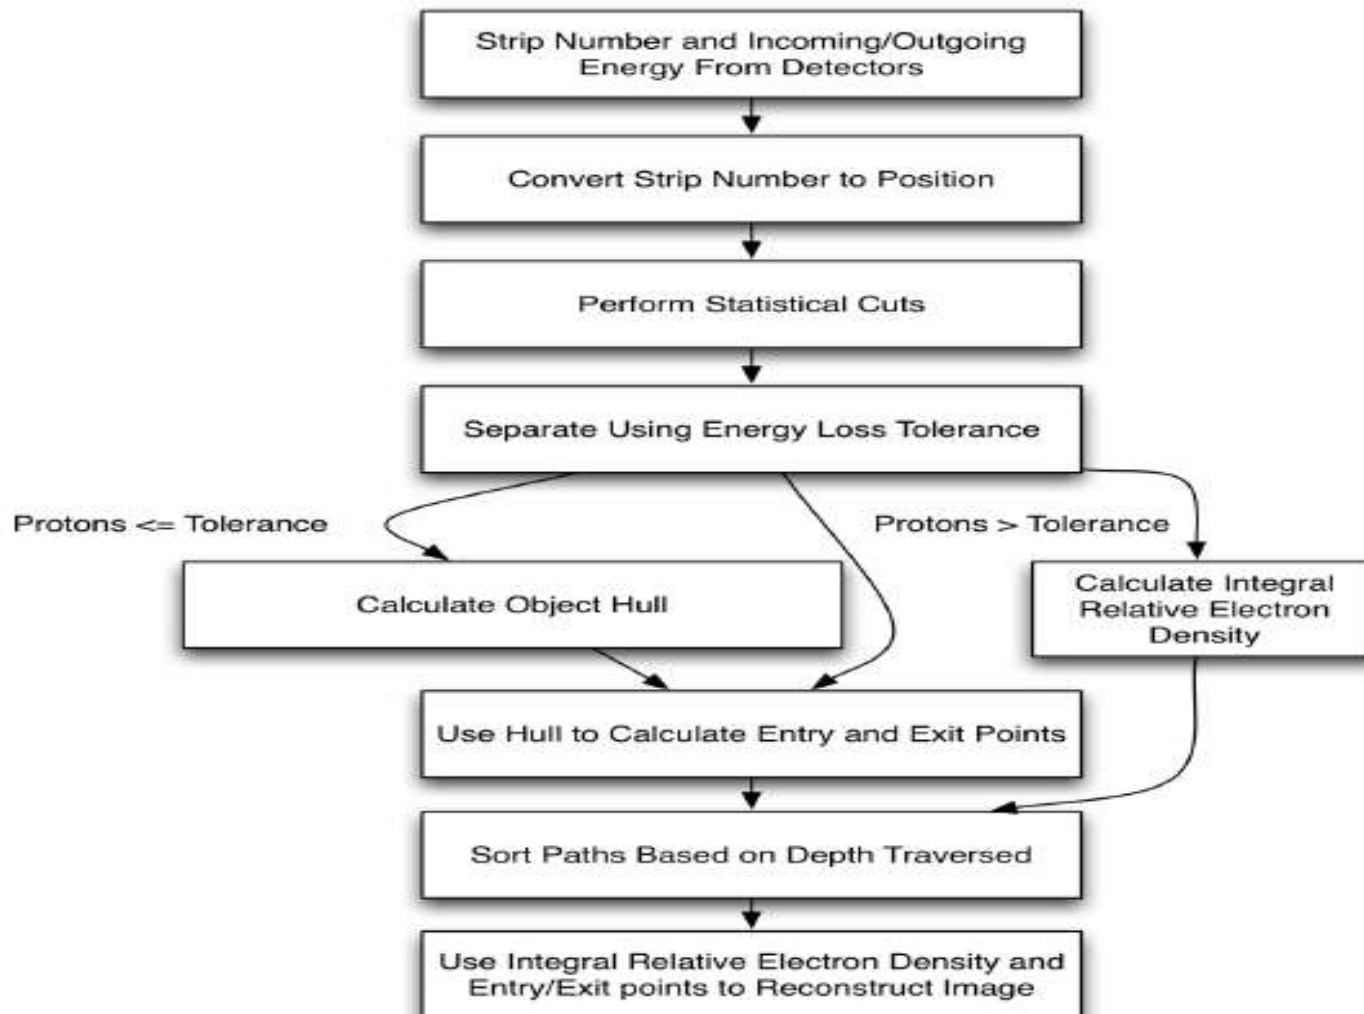 Strip Number and Incoming/Outgoing
Energy From Detectors
Convert Strip Number to Position
Perform Statistical Cuts
Separate Using Energy Loss Tolerance
Protons <= Tolerance
Protons > Tolerance
Calculate Object Hull
Calculate Integral
Relative Electron
Density
Use Hull to Calculate Entry and Exit Points
Sort Paths Based on Depth Traversed
Use Integral Relative Electron Density and
Entry/Exit points to Reconstruct Image